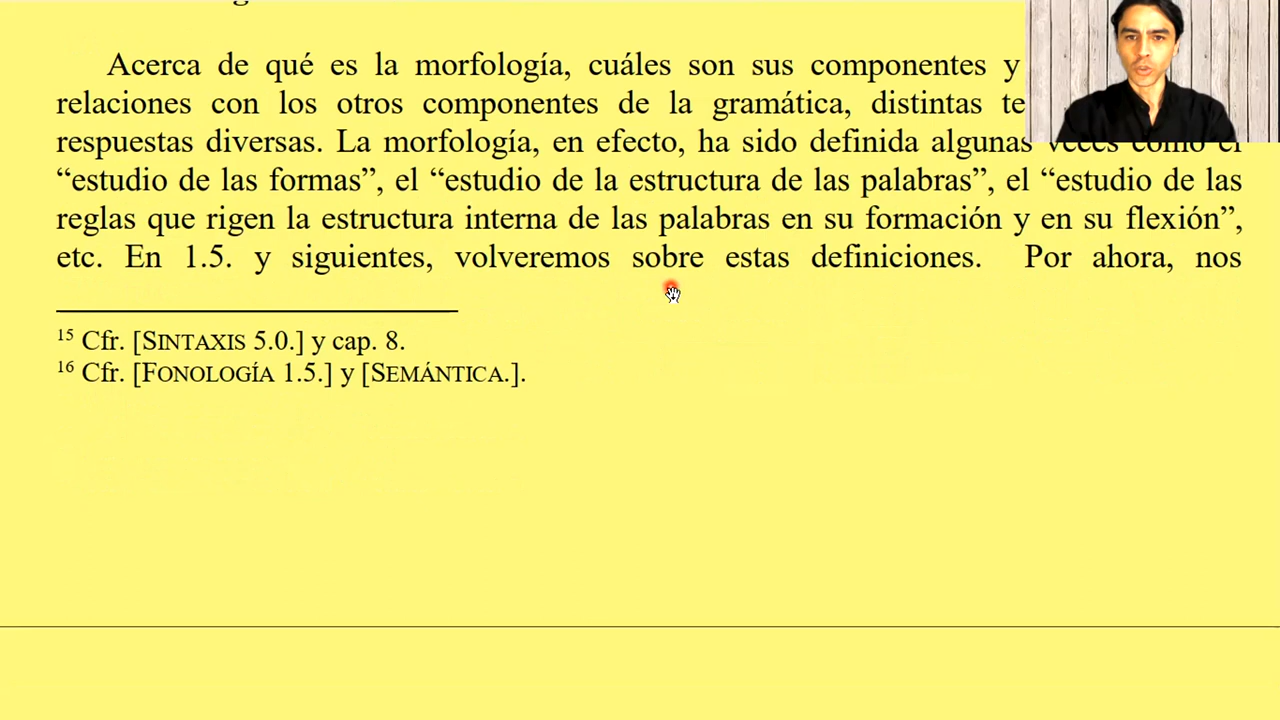 Acerca de qué es la morfología, cuáles son sus componentes y
relaciones con los otros componentes de la gramática, distintas
respuestas diversas. La morfología, en efecto, ha sido definida algunas veces como el
“estudio de las formas”, el “estudio de la estructura de las palabras”, el “estudio de las
reglas que rigen la estructura interna de las palabras en su formación y en su flexión”,
etc. En 1.5. y siguientes, volveremos sobre estas definiciones. Por ahora, nos
15 Cfr. [SINTAXIS 5.0.] y cap. 8.
16 Cfr. [FONOLOGÍA 1.5.] y [SEMÁNTICA.].